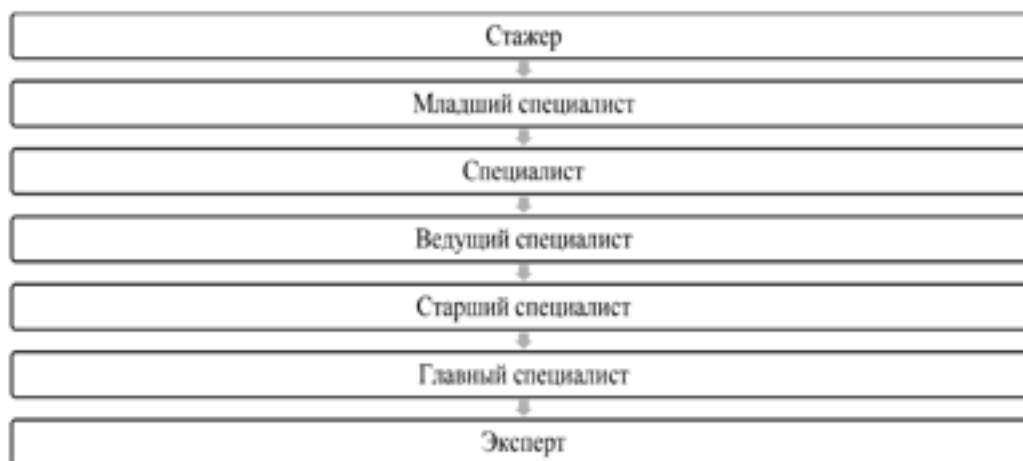 Стажер
Младший специалист
Специалист
Ведущий специалист
Старший специалист
Главный специалист
Эксперт